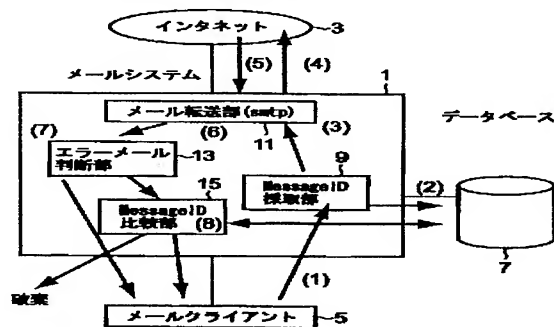 インタネット
3
(5)
(4)
メールシステム
1
メール転送部(smtp)
データベース
(7)
(6)
11
(3)
エラーメール
判断部
13
9
15
MessageID
採取部
(2)
MessageID
比較部
(8)
7
(1)
破棄
メールクライアント
5